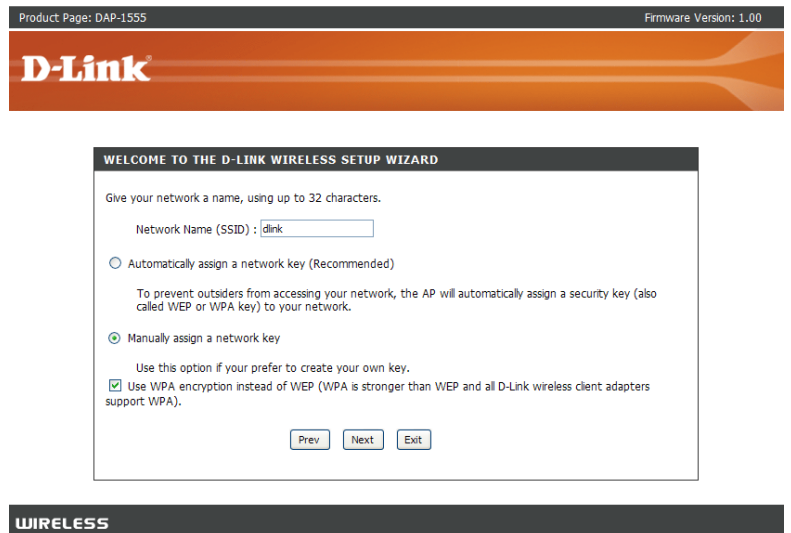 Product Page: DAP-1555 Firmware Version: 1.00
D-Link®
WELCOME TO THE D-LINK WIRELESS SETUP WIZARD
Give your network a name, using up to 32 characters.
Network Name (SSID) : dlink
Automatically assign a network key (Recommended)
To prevent outsiders from accessing your network, the AP will automatically assign a security key (also
called WEP or WPA key) to your network.
Manually assign a network key
Use this option if your prefer to create your own key.
Use WPA encryption instead of WEP (WPA is stronger than WEP and all D-Link wireless client adapters
support WPA).
Prev Next Exit
WIRELESS